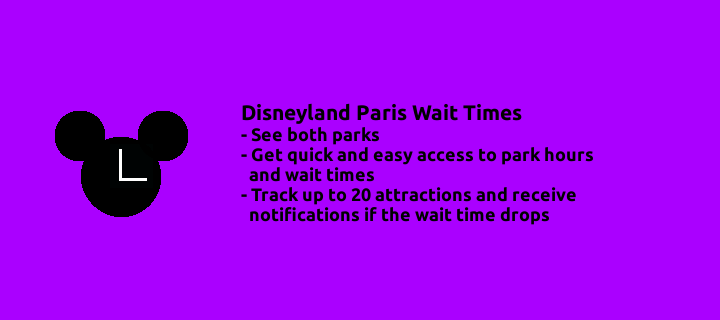 Disneyland Paris Wait Times
- See both parks
- Get quick and easy access to park hours
and wait times
- Track up to 20 attractions and receive
notifications if the wait time drops